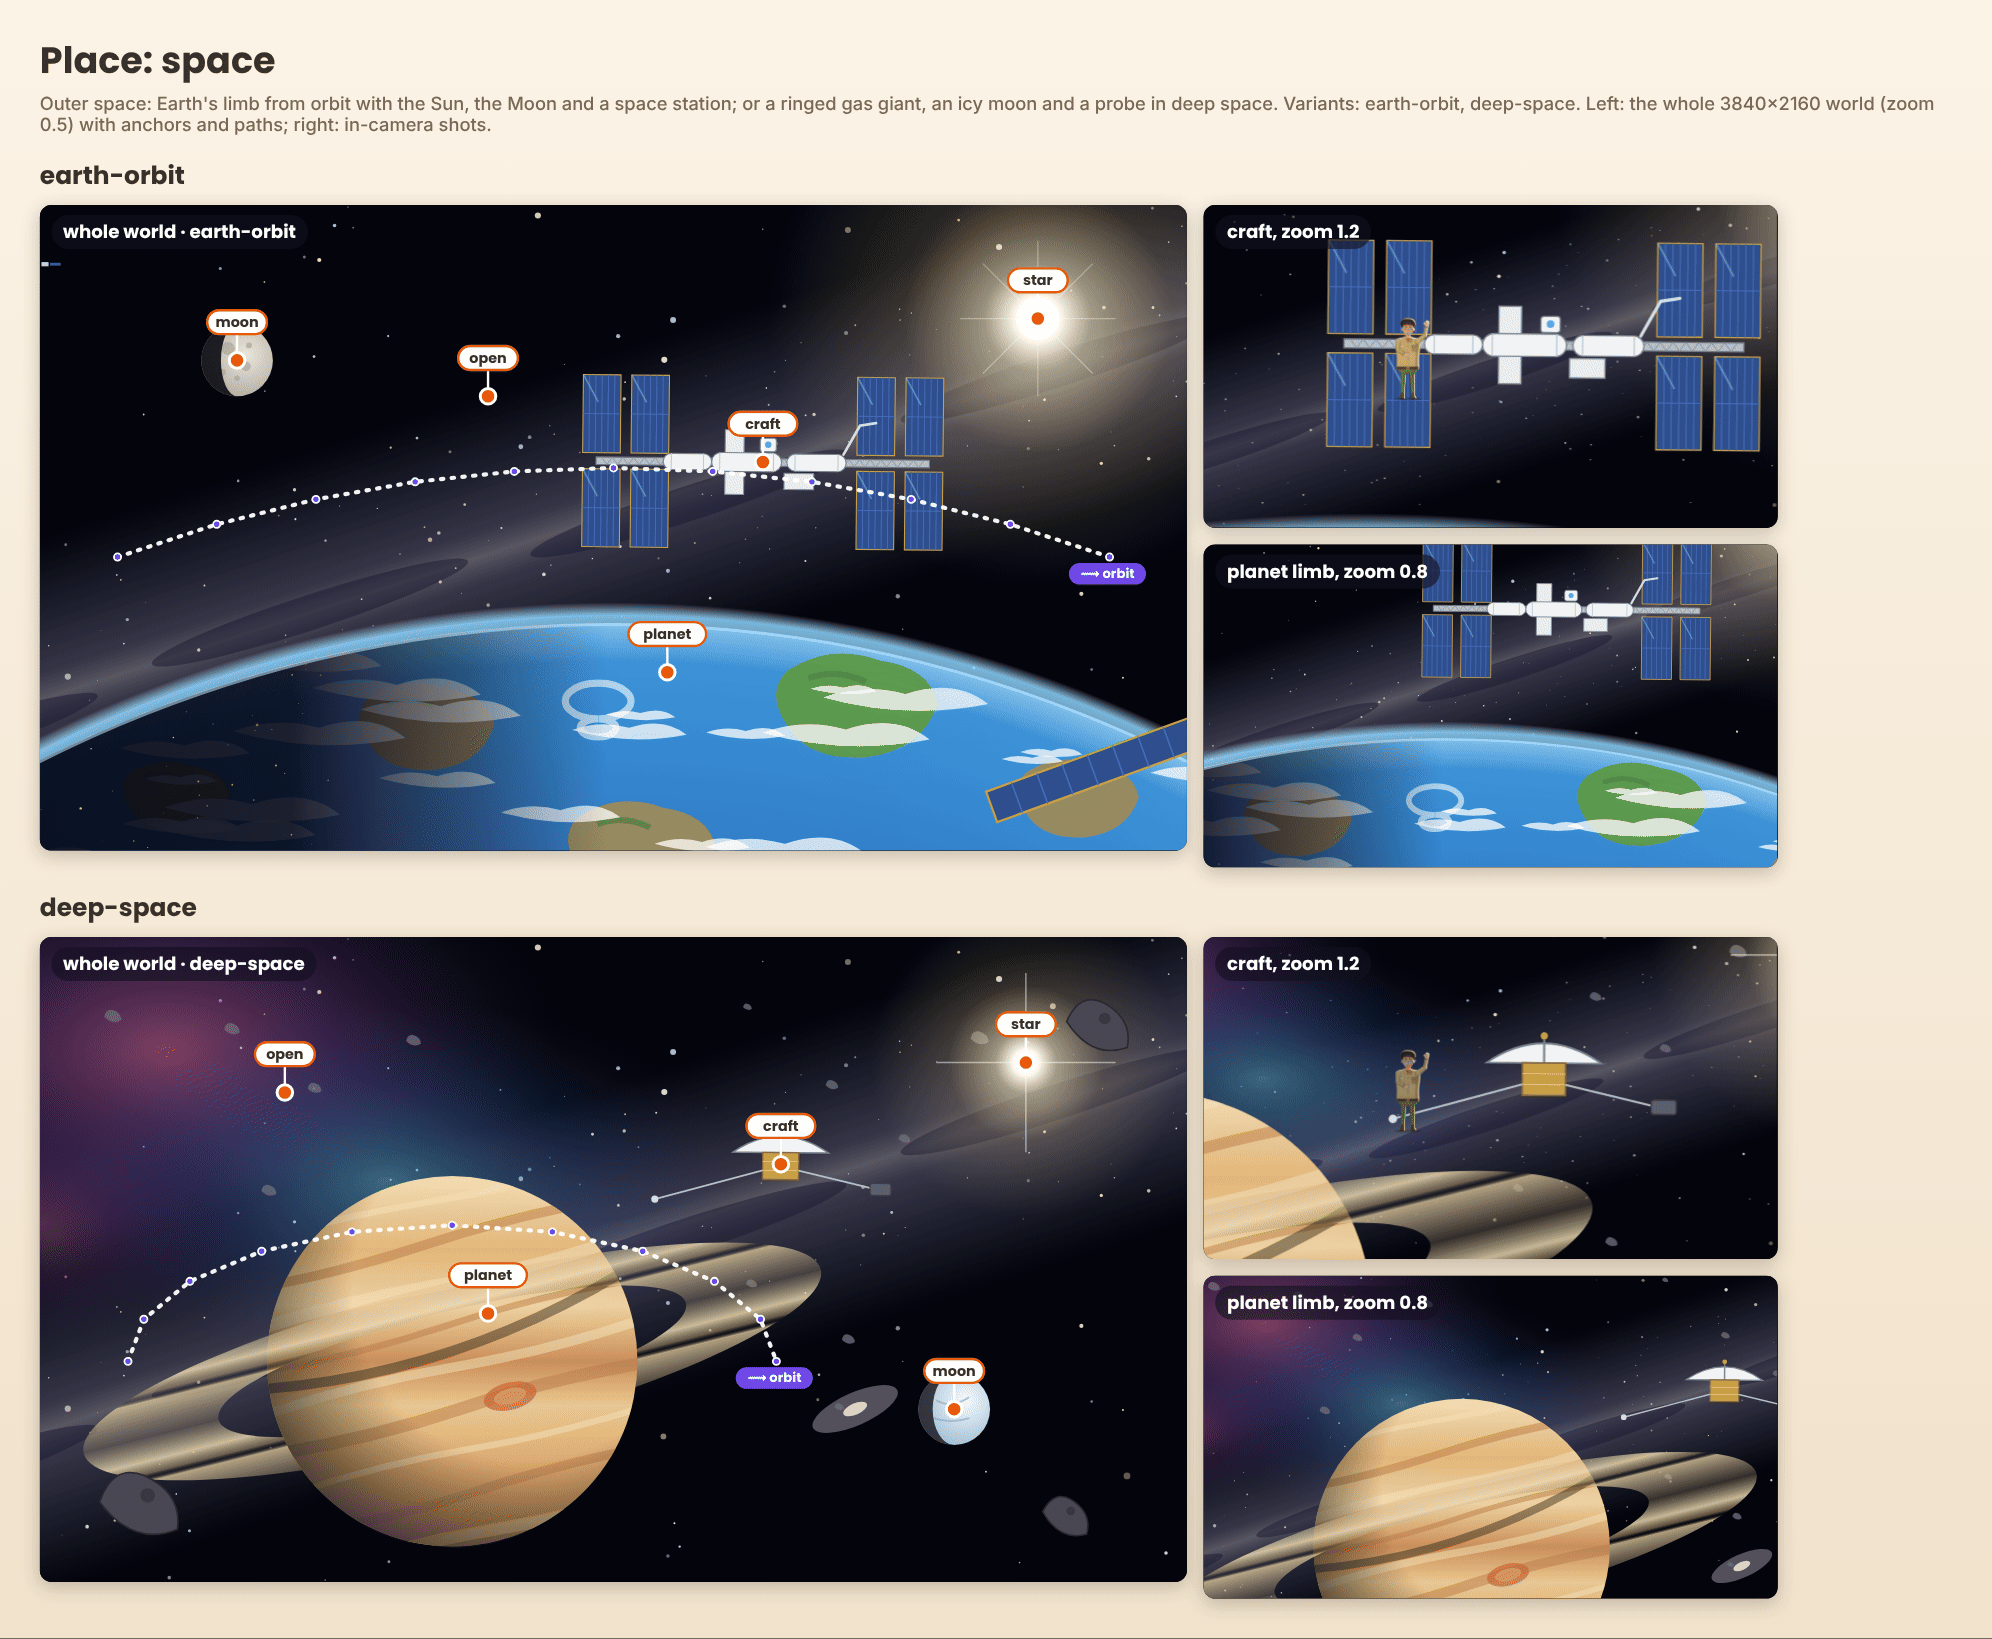 Place: space
Outer space: Earth's limb from orbit with the Sun, the Moon and a space station; or a ringed gas giant, an icy moon and a probe in deep space. Variants: earth-orbit, deep-space. Left: the whole 3840×2160 world (zoom
0.5) with anchors and paths; right: in-camera shots.
earth-orbit
whole world · earth-orbit
star
moon
open
craft
orbit
planet
craft, zoom 1.2
planet limb, zoom 0.8
deep-space
whole world · deep-space
star
open
craft
planet
moon
orbit
craft, zoom 1.2
planet limb, zoom 0.8